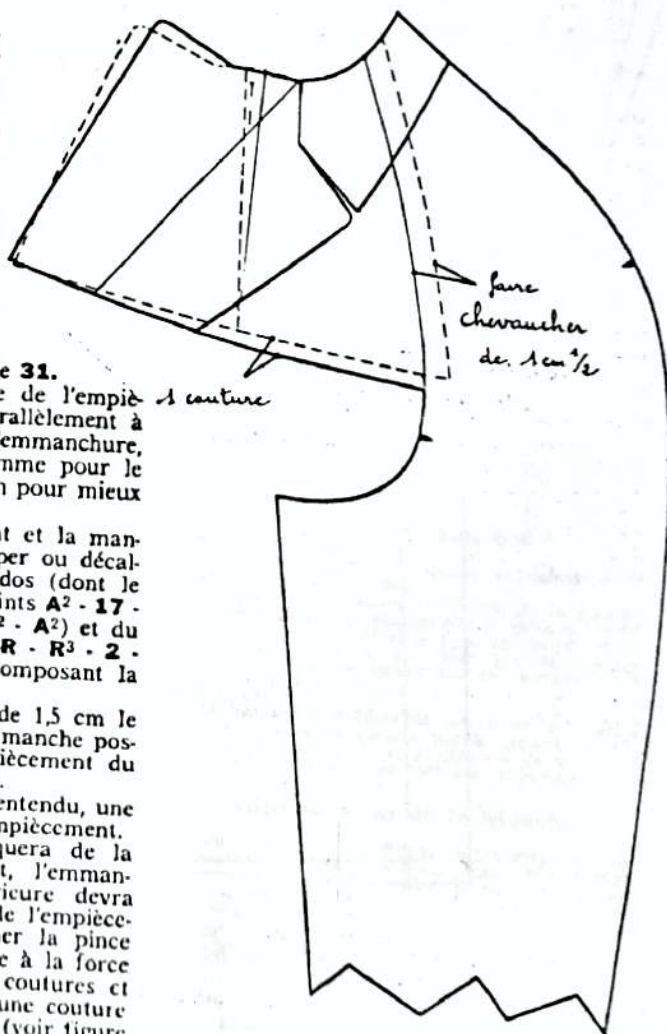 e 31.
e de l'empiè-
rallèlement à
emmanchure,
mme pour le
n pour mieux
nt et la man-
per ou décal-
dos (dont le
ints A² - 17 -
² - A²) et du
R - R³ - 2 -
omposant la
de 1,5 cm le
manche pos-
iècement du
entendu, une
mpiècement.
quera de la
t, l'emman-
ricure devra
de l'empièce-
er la pince
e à la force
coutures et
une couture
(voir figure
faire
chevaucher
de 1 cm 1/2
1 couture